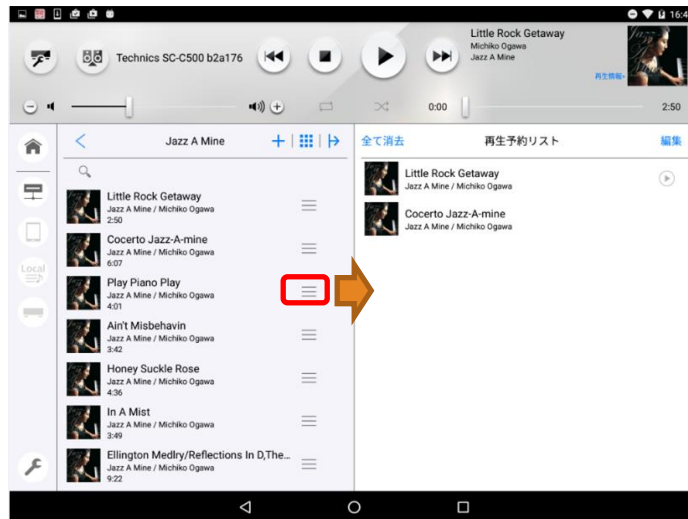 16:4
Technics SC-C500 b2a176
Little Rock Getaway
Michiko Ogawa
Jazz A Mine
再生情報>
0:00
2:50
Jazz A Mine
全て消去
再生予約リスト
編集
Little Rock Getaway
Jazz A Mine / Michiko Ogawa
2:50
Cocerto Jazz-A-mine
Jazz A Mine / Michiko Ogawa
6:07
Play Piano Play
Jazz A Mine / Michiko Ogawa
4:01
Ain't Misbehavin
Jazz A Mine / Michiko Ogawa
3:42
Honey Suckle Rose
Jazz A Mine / Michiko Ogawa
4:36
In A Mist
Jazz A Mine / Michiko Ogawa
3:49
Ellington Medlry/Reflections In D,The...
Jazz A Mine / Michiko Ogawa
9:22
Little Rock Getaway
Jazz A Mine / Michiko Ogawa
Cocerto Jazz-A-mine
Jazz A Mine / Michiko Ogawa
Local